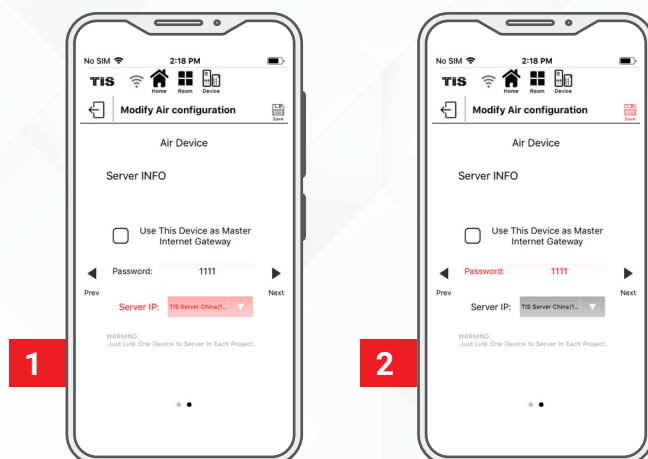 No SIM 2:18 PM
TIS Home Room Device
Modify Air configuration Save
Air Device
Server INFO
Use This Device as Master
Internet Gateway
Prev Password: 1111 Next
Server IP: TIS Server China(1...
WARNING:
Just Link One Device to Server In Each Project.
1
No SIM 2:18 PM
TIS Home Room Device
Modify Air configuration Save
Air Device
Server INFO
Use This Device as Master
Internet Gateway
Prev Password: 1111 Next
Server IP: TIS Server China(1...
WARNING:
Just Link One Device to Server In Each Project.
2